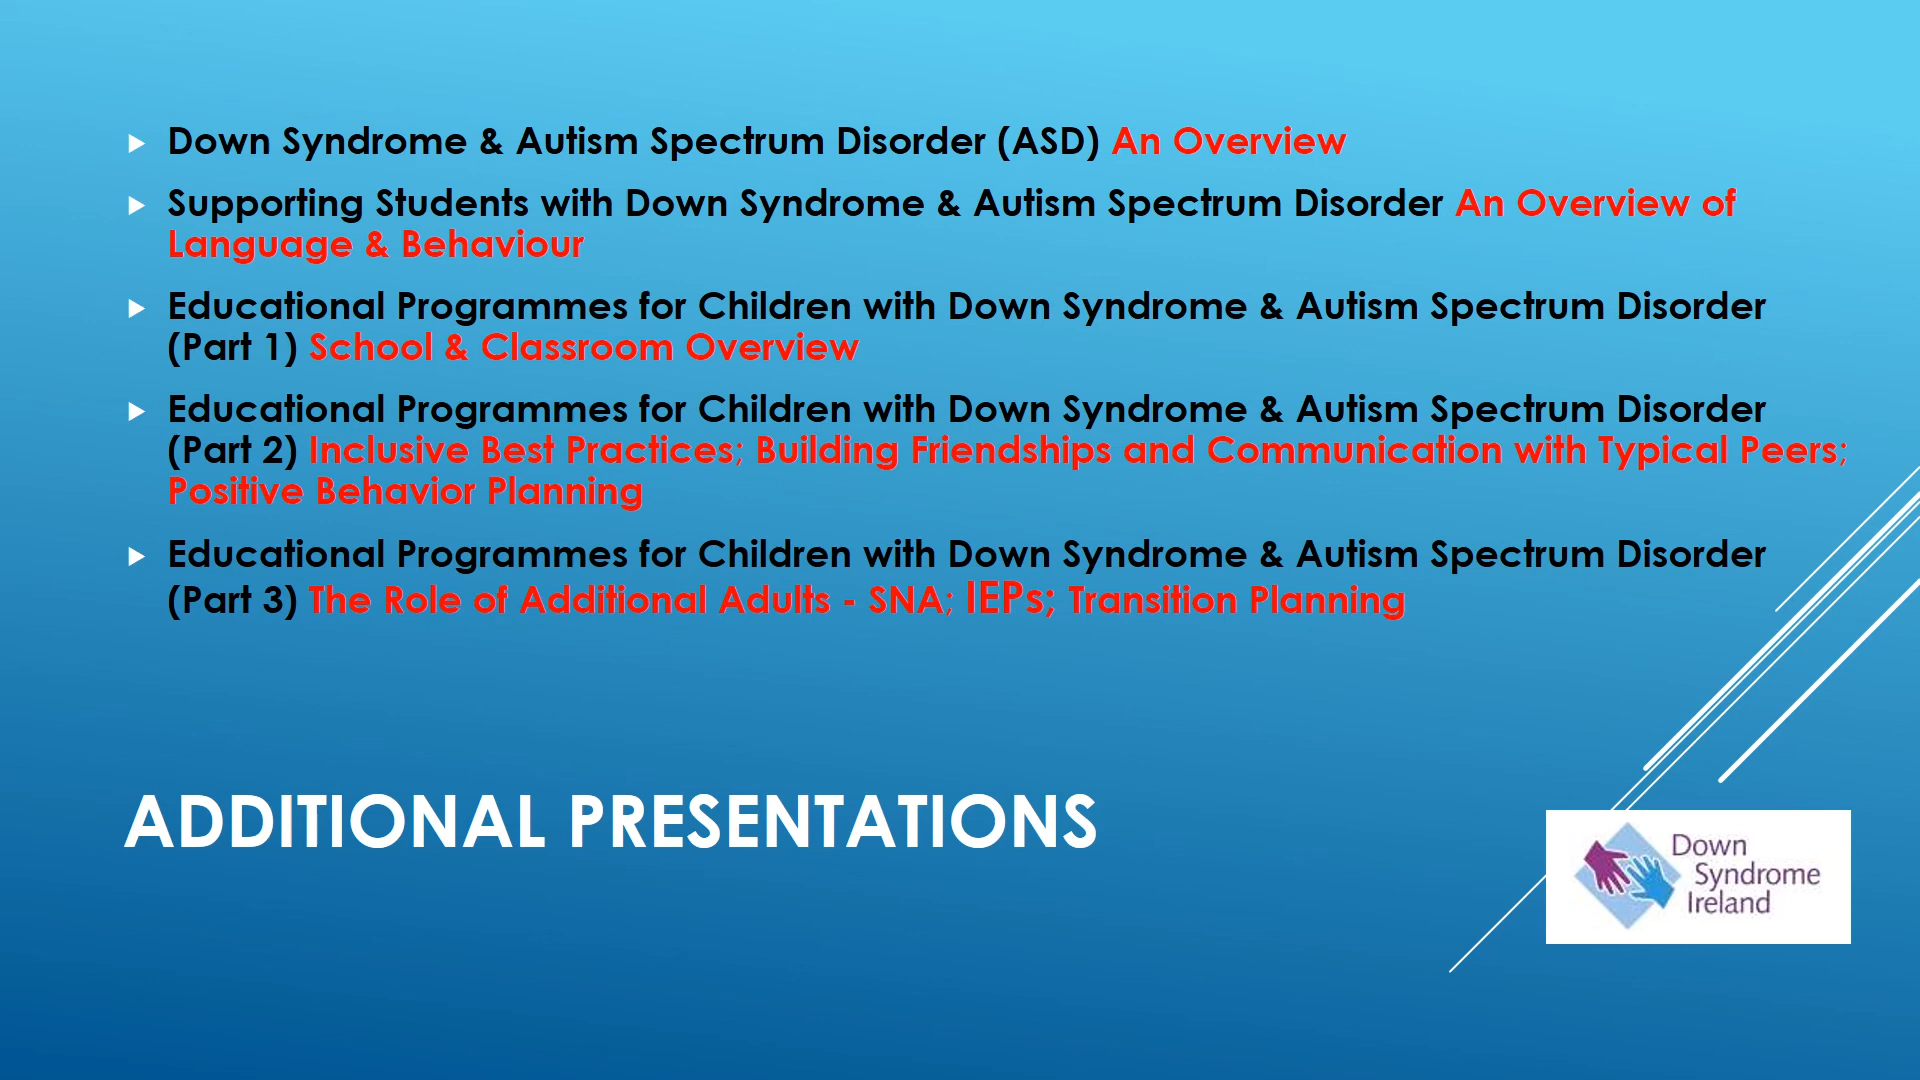 Down Syndrome & Autism Spectrum Disorder (ASD) An Overview
Supporting Students with Down Syndrome & Autism Spectrum Disorder An Overview of
Language & Behaviour
Educational Programmes for Children with Down Syndrome & Autism Spectrum Disorder
(Part 1) School & Classroom Overview
Educational Programmes for Children with Down Syndrome & Autism Spectrum Disorder
(Part 2) Inclusive Best Practices; Building Friendships and Communication with Typical Peers;
Positive Behavior Planning
Educational Programmes for Children with Down Syndrome & Autism Spectrum Disorder
(Part 3) The Role of Additional Adults - SNA; IEPs; Transition Planning
ADDITIONAL PRESENTATIONS
Down
Syndrome
Ireland